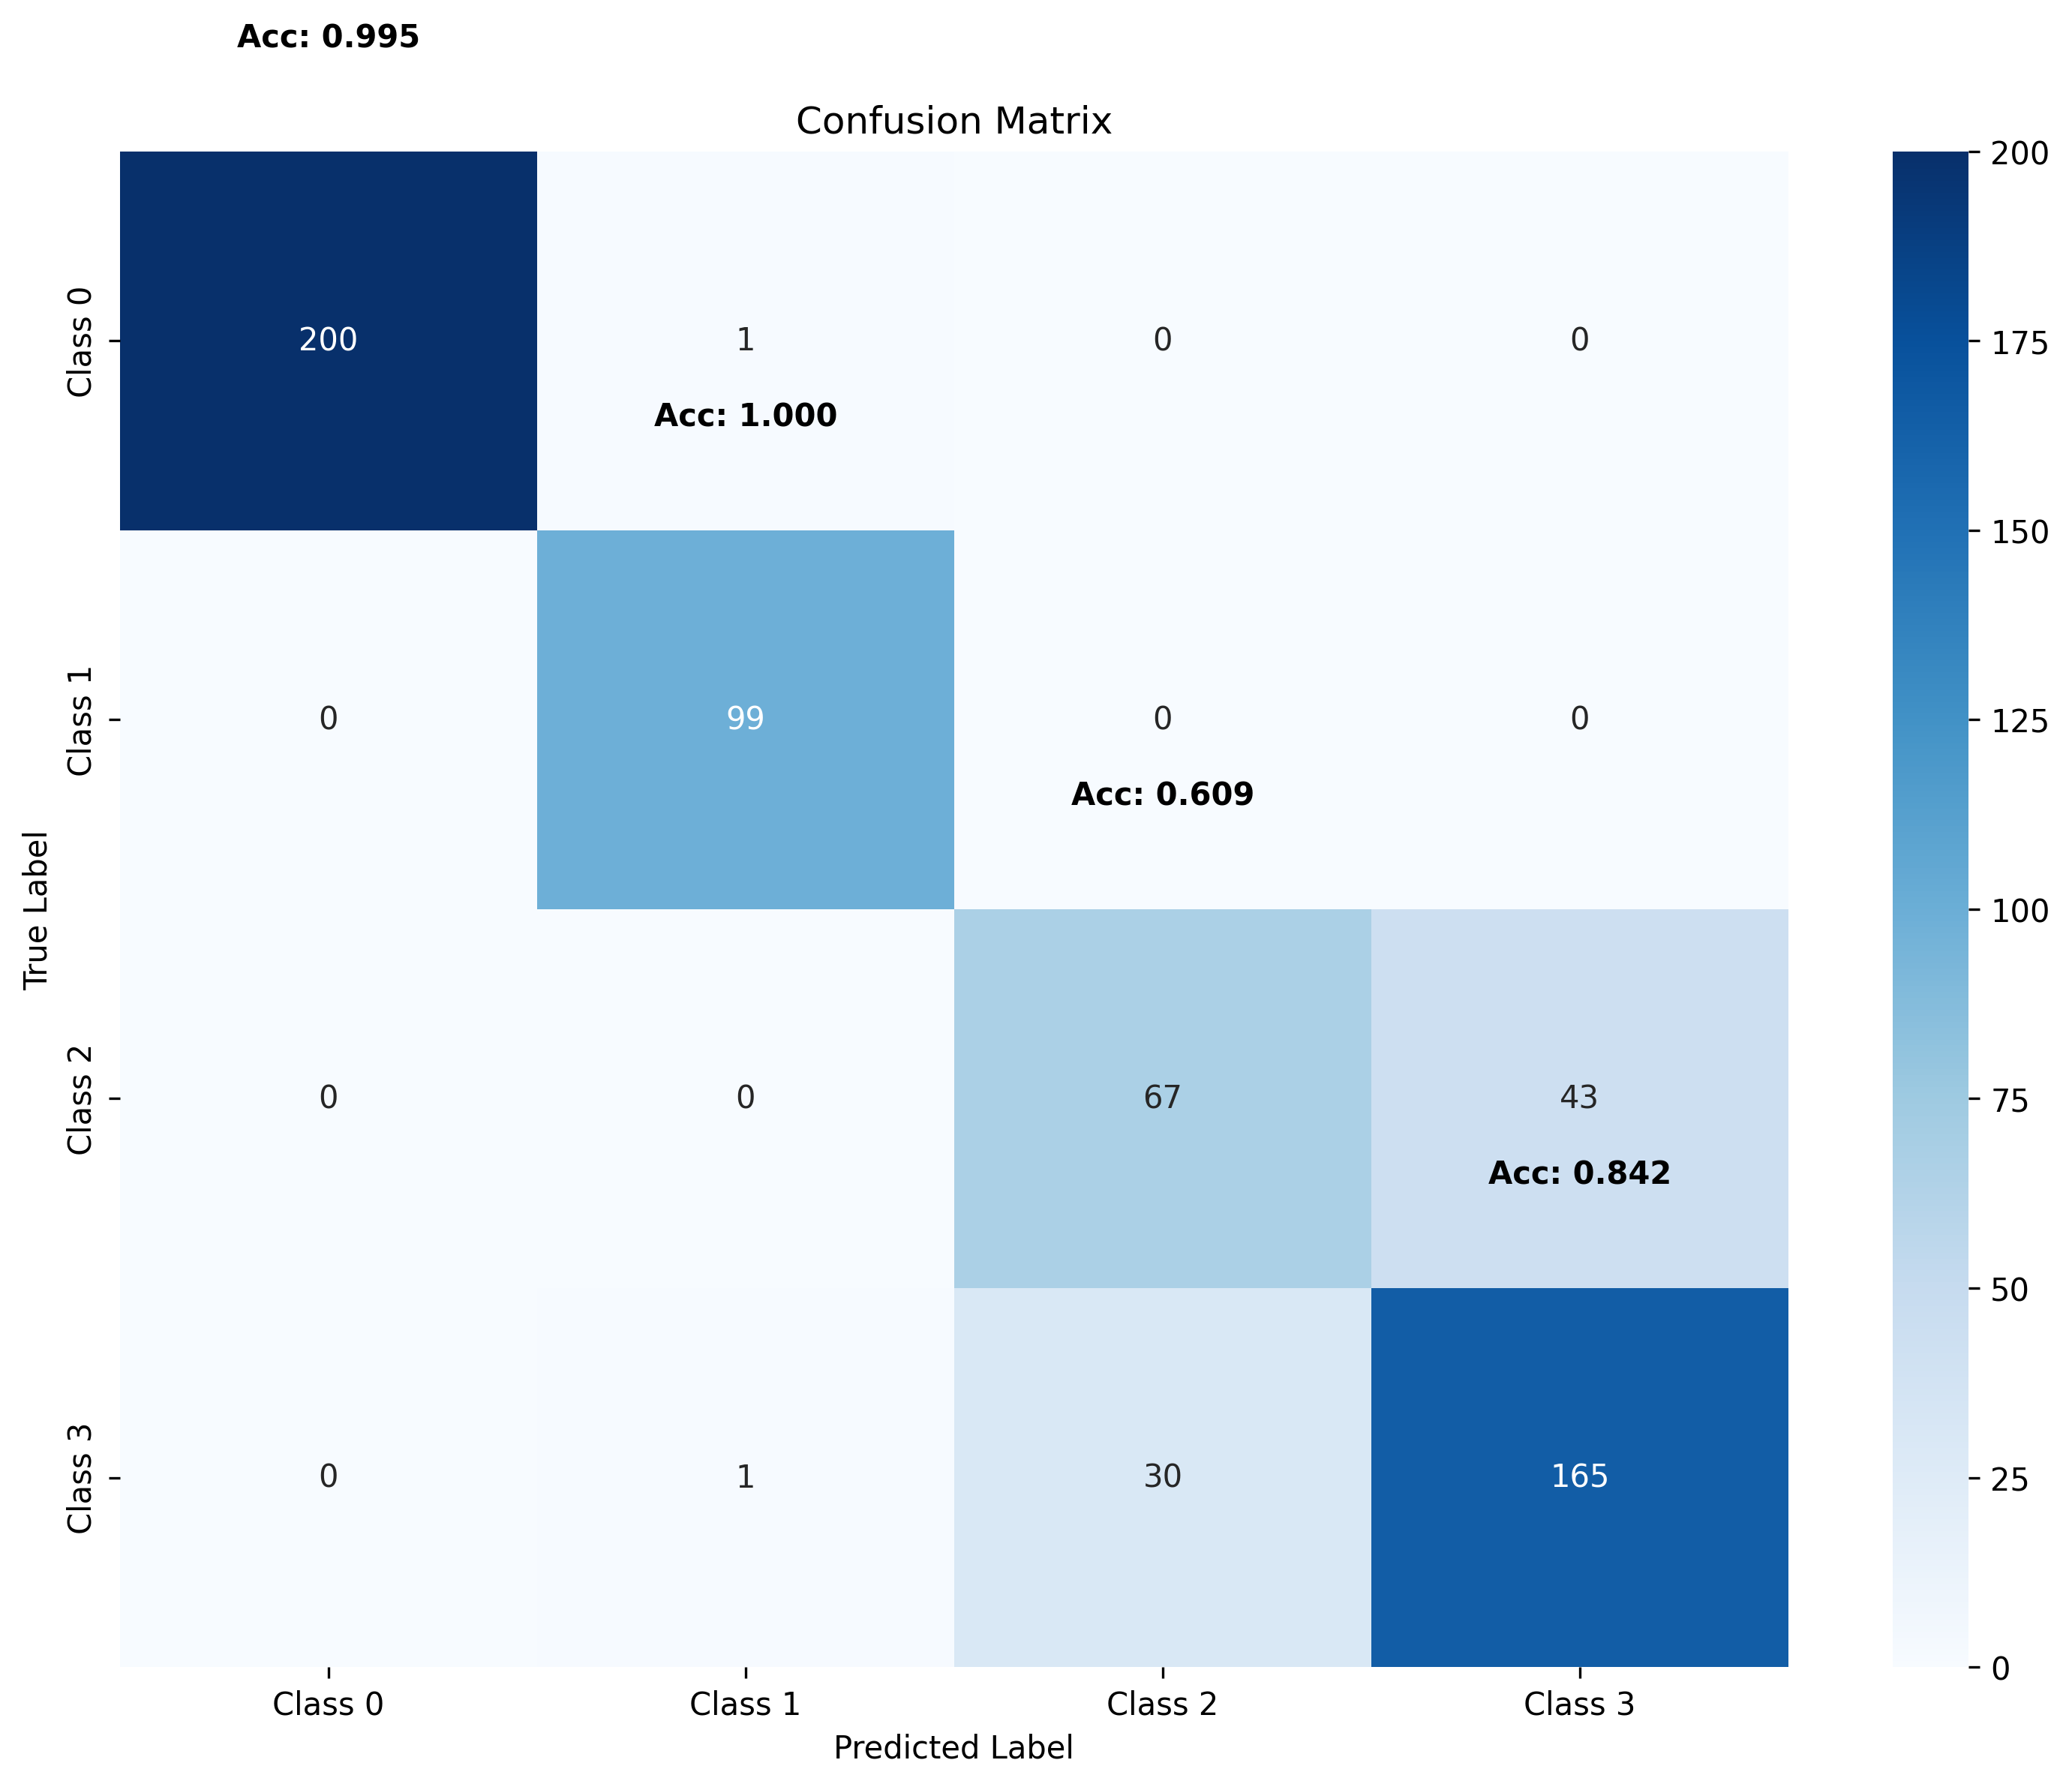 Acc: 0.995
Confusion Matrix
200 1 0 0
Acc: 1.000
0 99 0 0
Acc: 0.609
0 0 67 43
Acc: 0.842
0 1 30 165
Class 0
Class 1
Class 2
Class 3
True Label
Class 0 Class 1 Class 2 Class 3
Predicted Label
200
175
150
125
100
75
50
25
0